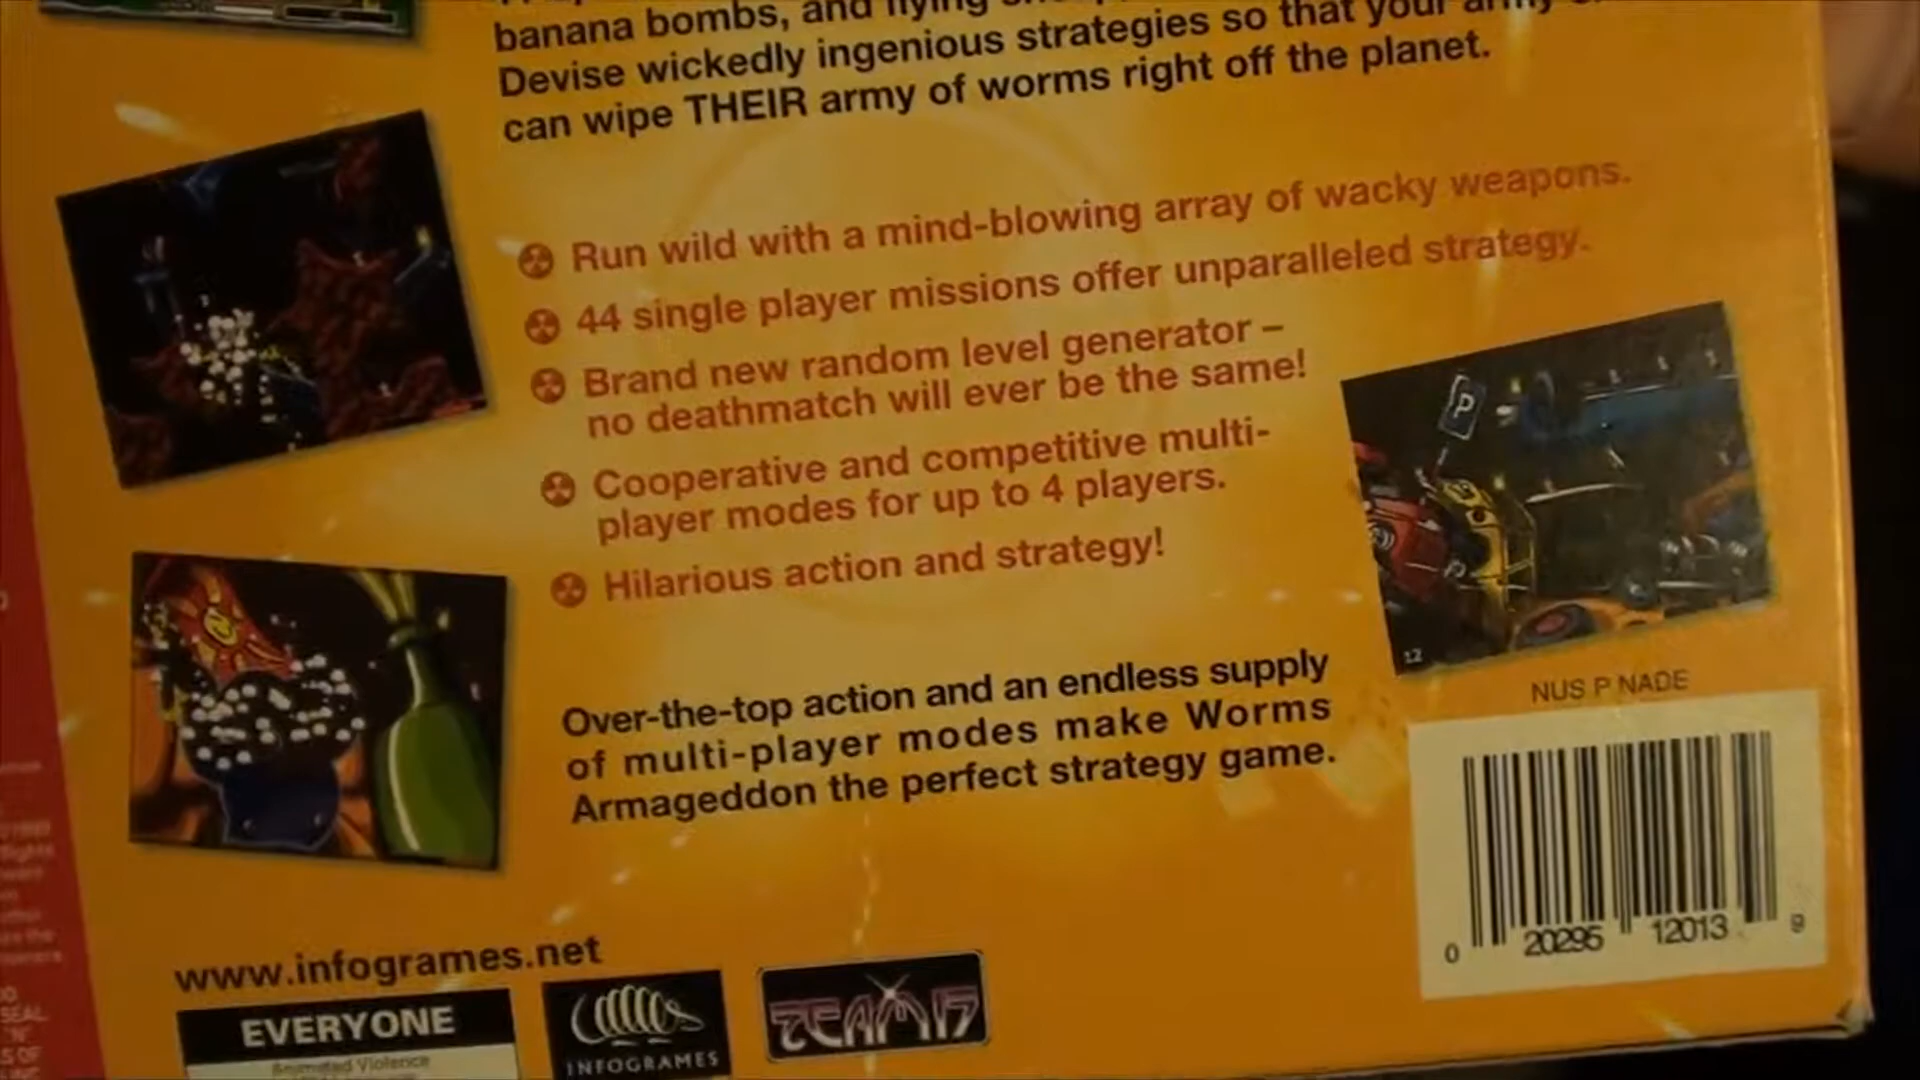 banana bombs, and flying
Devise wickedly ingenious strategies so that your army
can wipe THEIR army of worms right off the planet.
Run wild with a mind-blowing array of wacky weapons.
44 single player missions offer unparalleled strategy.
Brand new random level generator –
no deathmatch will ever be the same!
Cooperative and competitive multi-
player modes for up to 4 players.
Hilarious action and strategy!
P
12
NUS P NADE
Over-the-top action and an endless supply
of multi-player modes make Worms
Armageddon the perfect strategy game.
0 20295 12013 9
www.infogrames.net
EVERYONE
Animated Violence
INFOGRAMES
TEAM17
SEAL